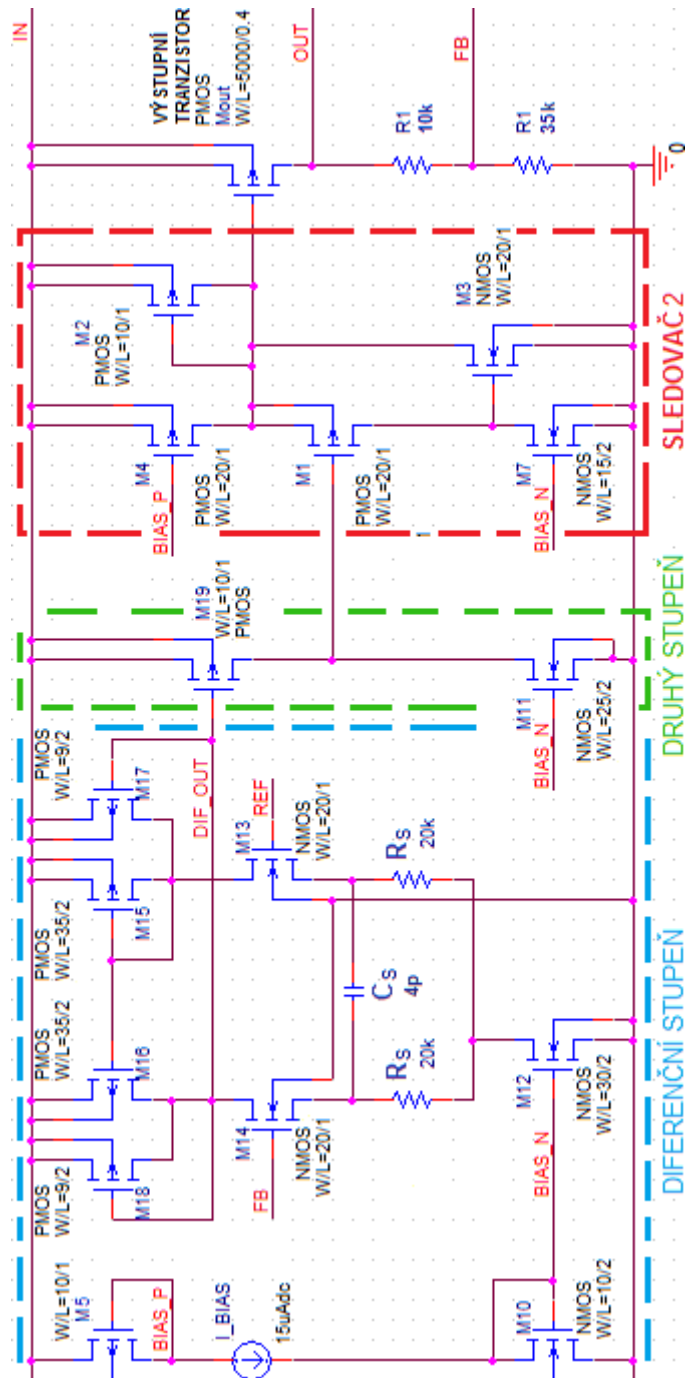 IN
VÝSTUPNÍ
TRANZISTOR
PMOS
Mout
W/L=5000/0.4
OUT
FB
R1
10k
R1
35k
0
M2
PMOS
W/L=10/1
M3
NMOS
W/L=20/1
M4
PMOS
W/L=20/1
BIAS_P
M1
PMOS
W/L=20/1
M7
NMOS
W/L=15/2
BIAS_N
1
SLEDOVAČ 2
M19
W/L=10/1
PMOS
M11
NMOS
W/L=25/2
BIAS_N
DRUHÝ STUPEŇ
PMOS
W/L=9/2
M17
DIF_OUT
PMOS
W/L=35/2
M15
M13
REF
NMOS
W/L=20/1
RS
20k
CS
4p
PMOS
W/L=35/2
M16
PMOS
W/L=9/2
M18
M14
FB
NMOS
W/L=20/1
RS
20k
M12
NMOS
W/L=30/2
BIAS_N
DIFERENČNÍ STUPEŇ
W/L=10/1
M5
BIAS_P
I_BIAS
15uAdc
M10
NMOS
W/L=10/2